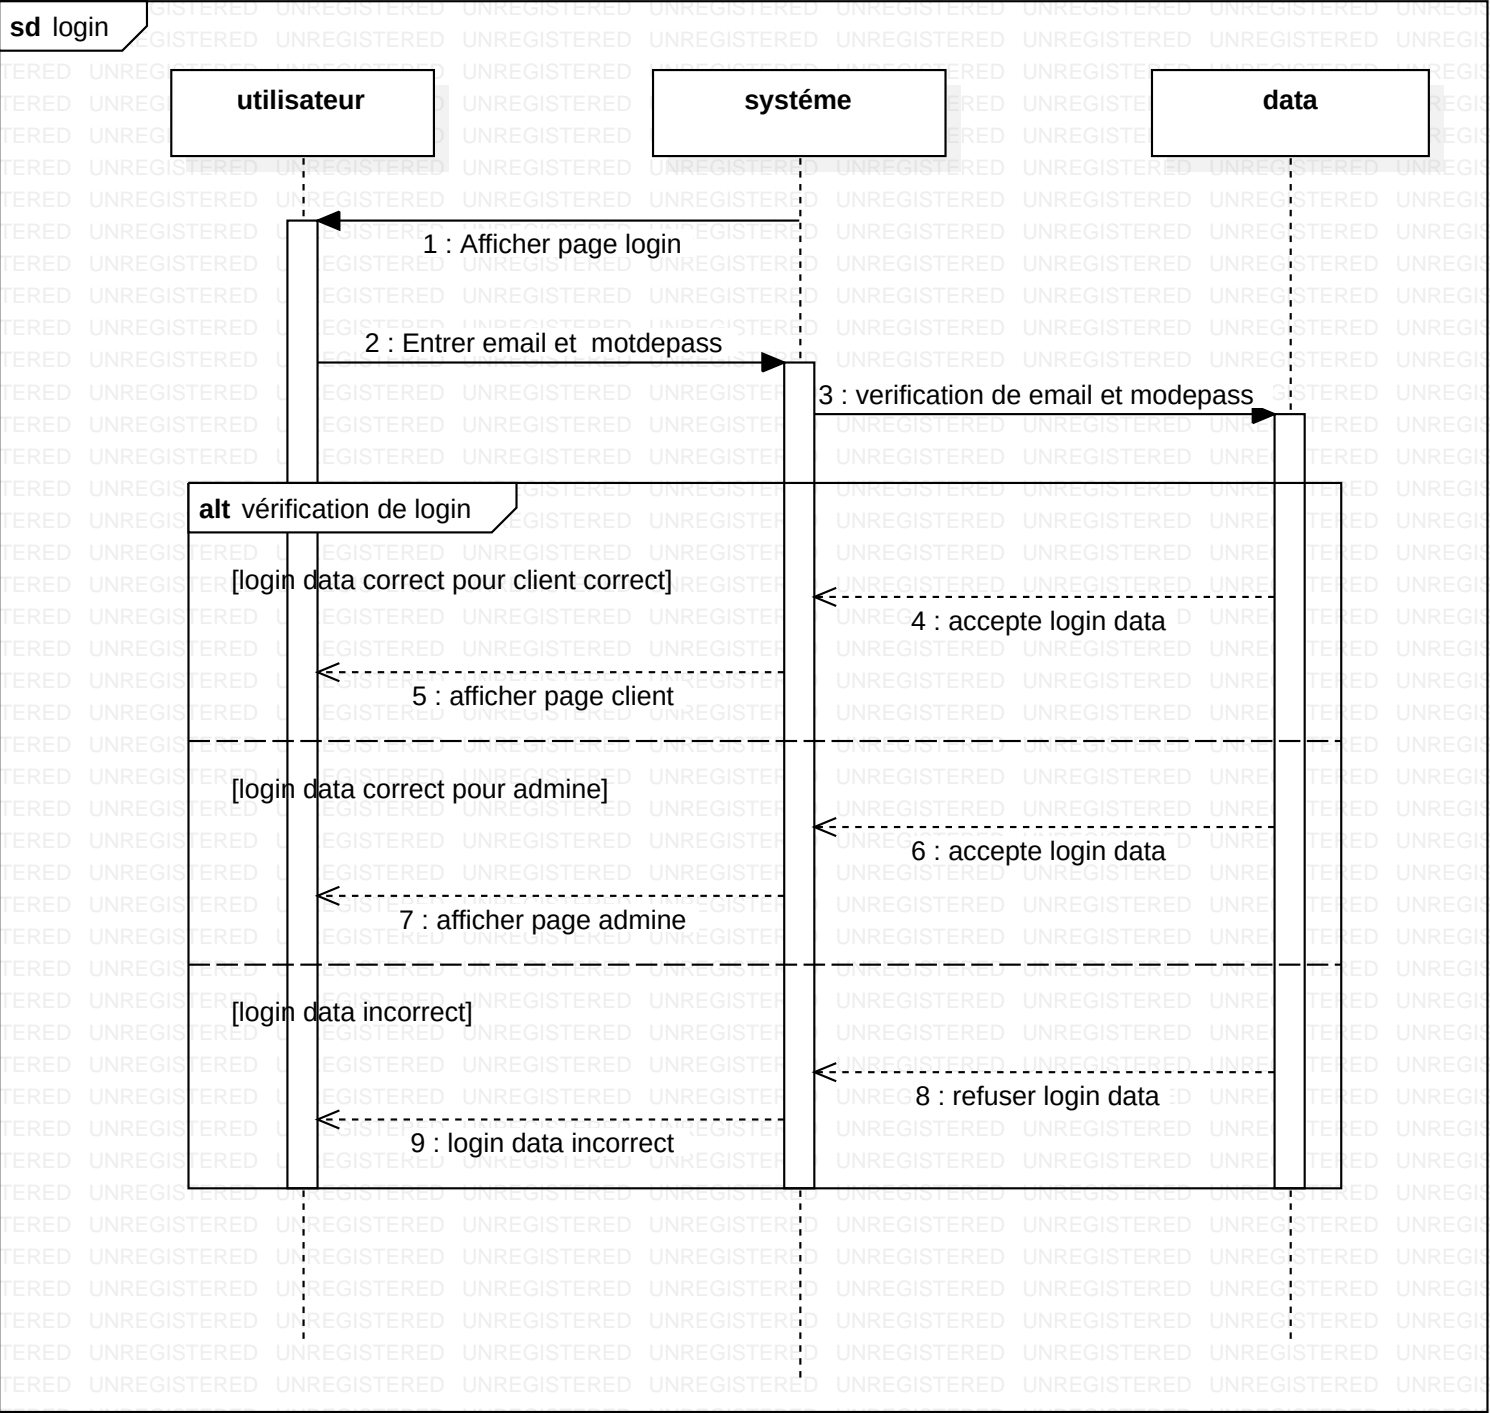 sd login
utilisateur
systéme
data
1 : Afficher page login
2 : Entrer email et  motdepass
3 : verification de email et modepass
alt vérification de login
[login data correct pour client correct]
4 : accepte login data
5 : afficher page client
[login data correct pour admine]
6 : accepte login data
7 : afficher page admine
[login data incorrect]
8 : refuser login data
9 : login data incorrect
UNREGISTERED